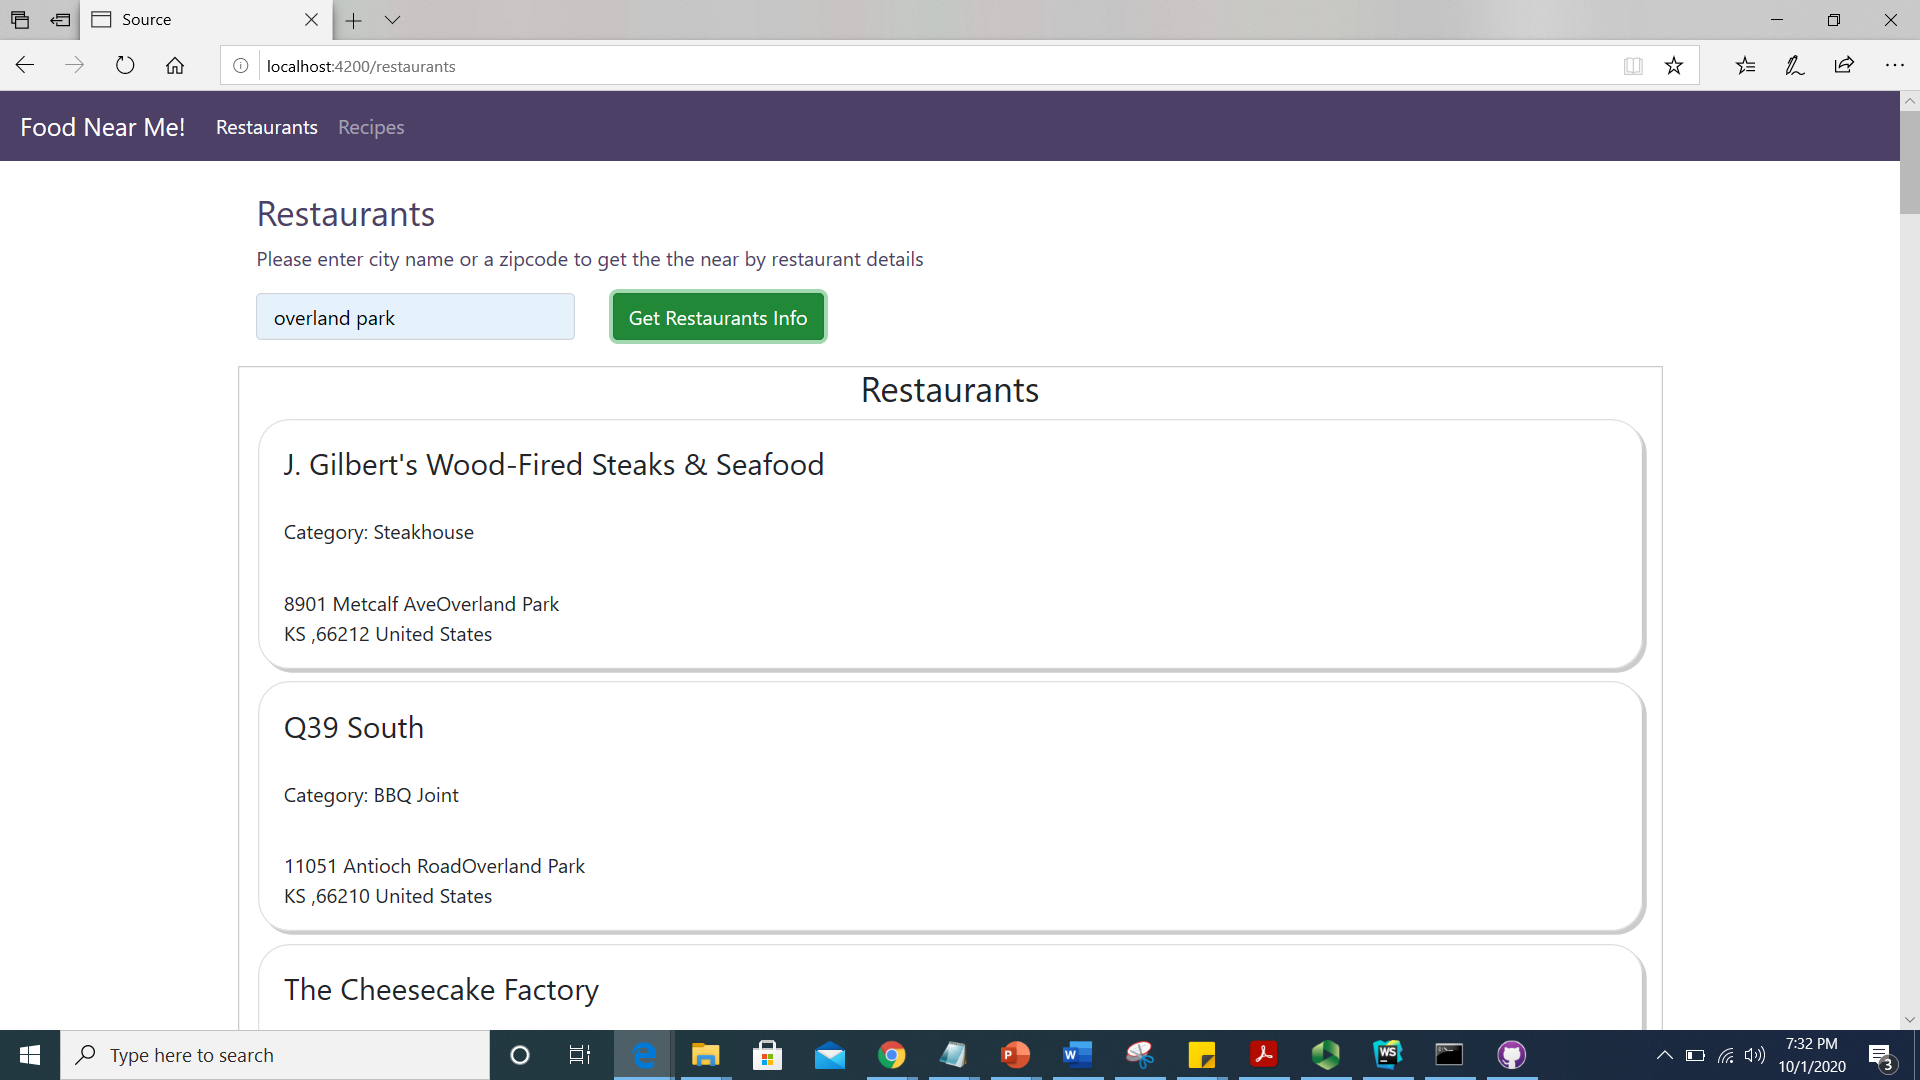 Source
localhost:4200/restaurants
Food Near Me! Restaurants Recipes
Restaurants
Please enter city name or a zipcode to get the the near by restaurant details
overland park Get Restaurants Info
Restaurants
J. Gilbert's Wood-Fired Steaks & Seafood
Category: Steakhouse
8901 Metcalf AveOverland Park
KS ,66212 United States
Q39 South
Category: BBQ Joint
11051 Antioch RoadOverland Park
KS ,66210 United States
The Cheesecake Factory
Type here to search
P
W
WS
7:32 PM
10/1/2020
3